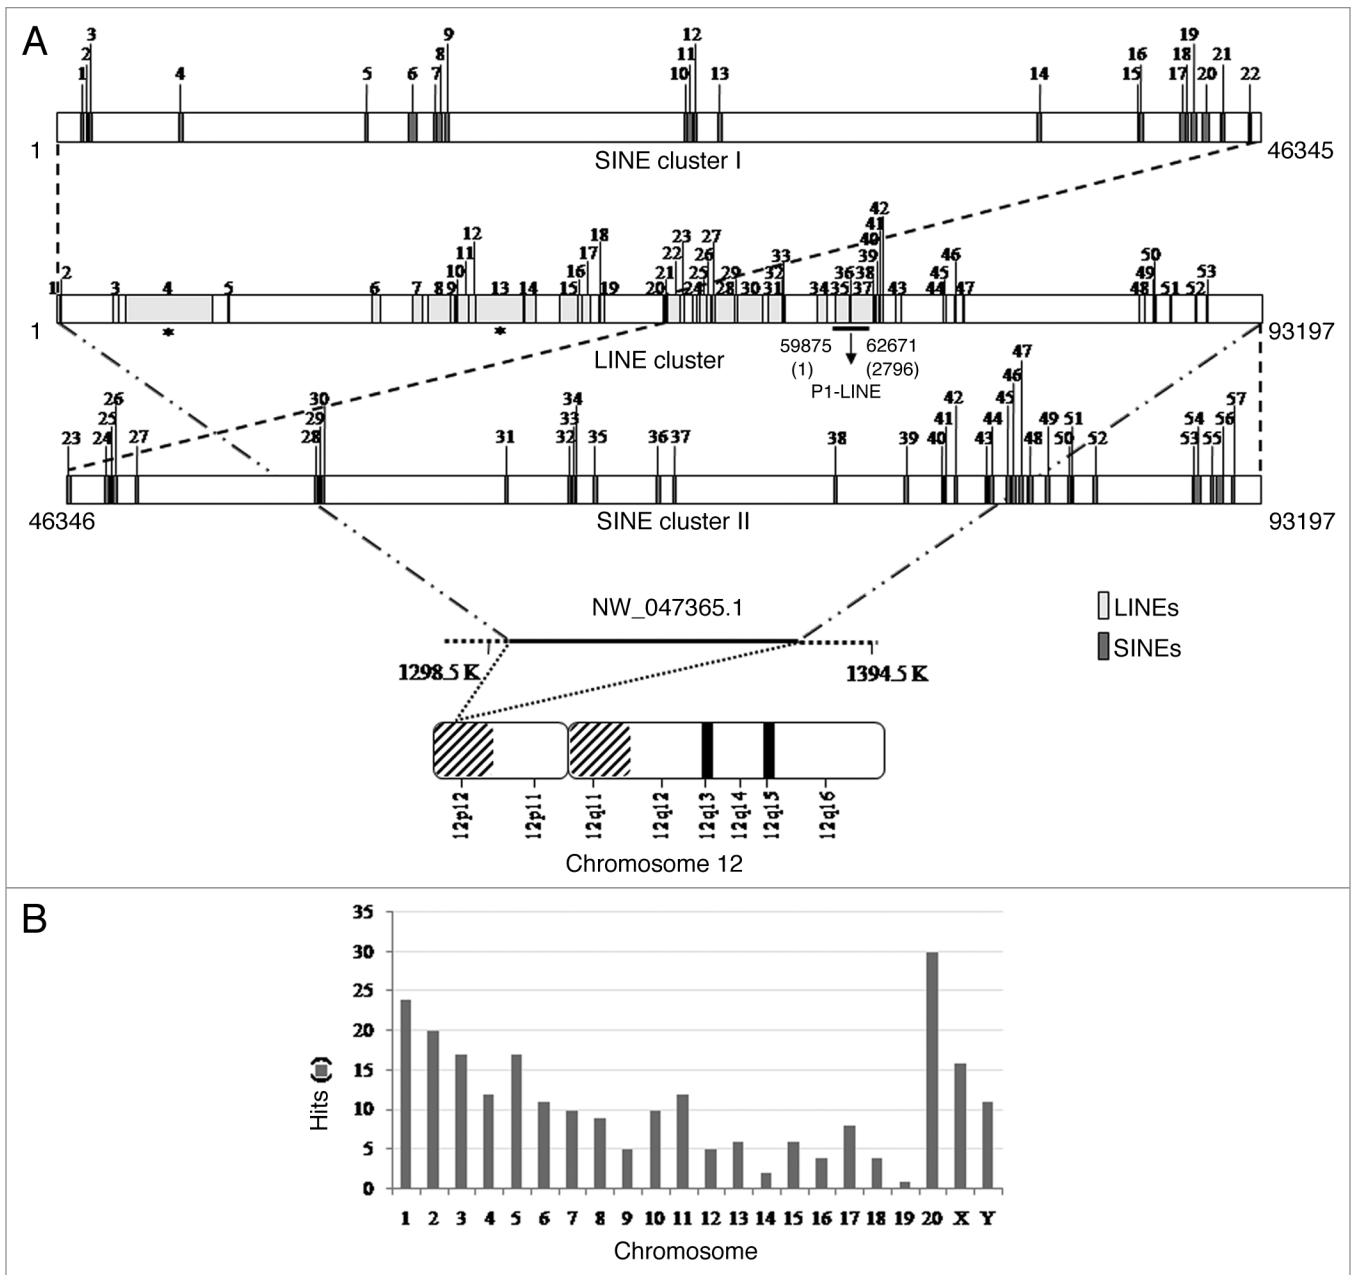 A
3 9 12 19
2 8 11 16 18 21
1 4 5 6 7 10 13 14 15 17 20 22
1 SINE cluster I 46345
42
41
12 18 23 27 40
11 17 22 26 33 39 46 50
2 10 16 21 25 29 32 36 38 45 49 53
1 3 4 5 6 7 8 9 13 14 15 19 20 24 28 30 31 34 35 37 43 44 47 48 51 52
* *
1 LINE cluster 93197
59875 62671
(1) (2796)
P1-LINE
47
46
26 30 34 42 45 57
25 29 33 41 44 49 51 54 56
23 24 27 28 31 32 35 36 37 38 39 40 43 48 50 52 53 55
46346 SINE cluster II 93197
NW_047365.1
LINEs
SINEs
1298.5 K 1394.5 K
12p12 12p11 12q11 12q12 12q13 12q14 12q15 12q16
Chromosome 12
B
35
30
25
20
15
10
5
0
Hits ( )
1 2 3 4 5 6 7 8 9 10 11 12 13 14 15 16 17 18 19 20 X Y
Chromosome